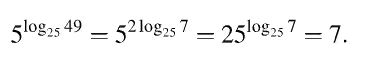 5^{\log_{25} 49} = 5^{2 \log_{25} 7} = 25^{\log_{25} 7} = 7.